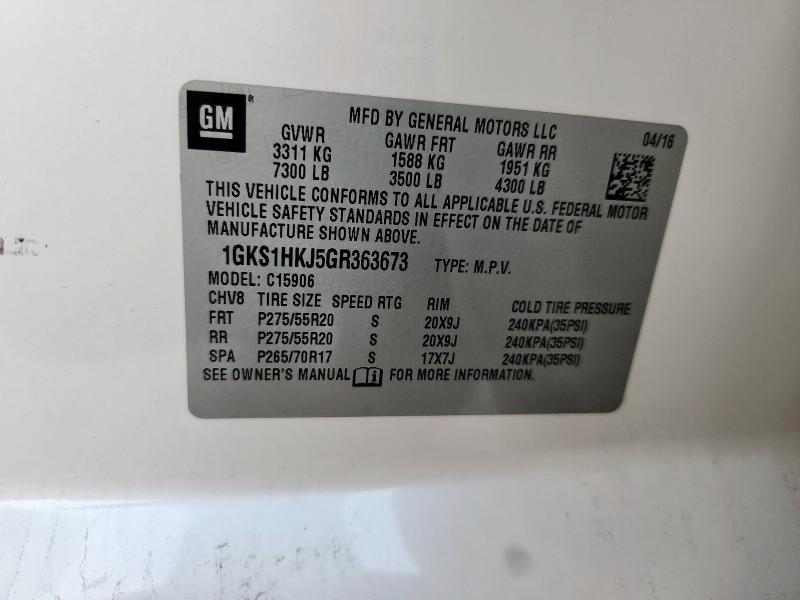 GM®
MFD BY GENERAL MOTORS LLC 04/16
GVWR GAWR FRT GAWR RR
3311 KG 1588 KG 1951 KG
7300 LB 3500 LB 4300 LB
THIS VEHICLE CONFORMS TO ALL APPLICABLE U.S. FEDERAL MOTOR
VEHICLE SAFETY STANDARDS IN EFFECT ON THE DATE OF
MANUFACTURE SHOWN ABOVE.
1GKS1HKJ5GR363673 TYPE: M.P.V.
MODEL: C15906
CHV8 TIRE SIZE SPEED RTG RIM COLD TIRE PRESSURE
FRT P275/55R20 S 20X9J 240KPA(35PSI)
RR P275/55R20 S 20X9J 240KPA(35PSI)
SPA P265/70R17 S 17X7J 240KPA(35PSI)
SEE OWNER'S MANUAL FOR MORE INFORMATION.